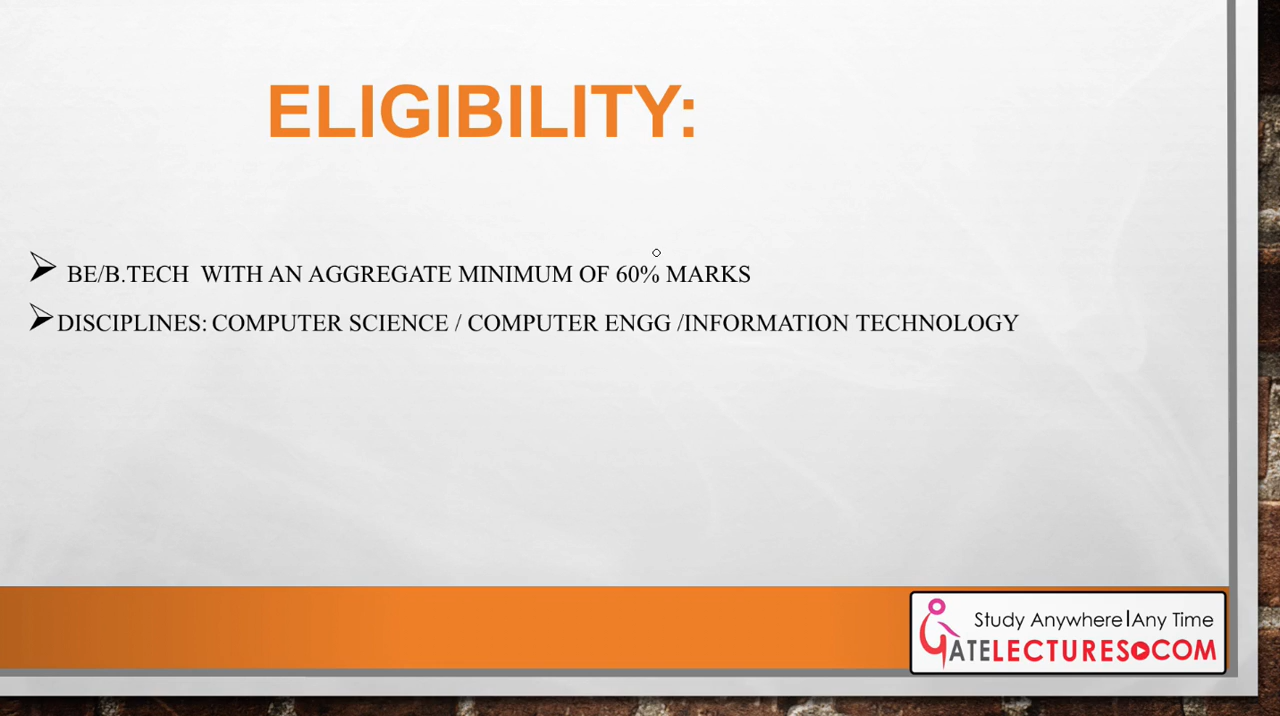 ELIGIBILITY:
BE/B.TECH WITH AN AGGREGATE MINIMUM OF 60% MARKS
DISCIPLINES: COMPUTER SCIENCE / COMPUTER ENGG /INFORMATION TECHNOLOGY
Study Anywhere|Any Time
GATELECTURES.COM